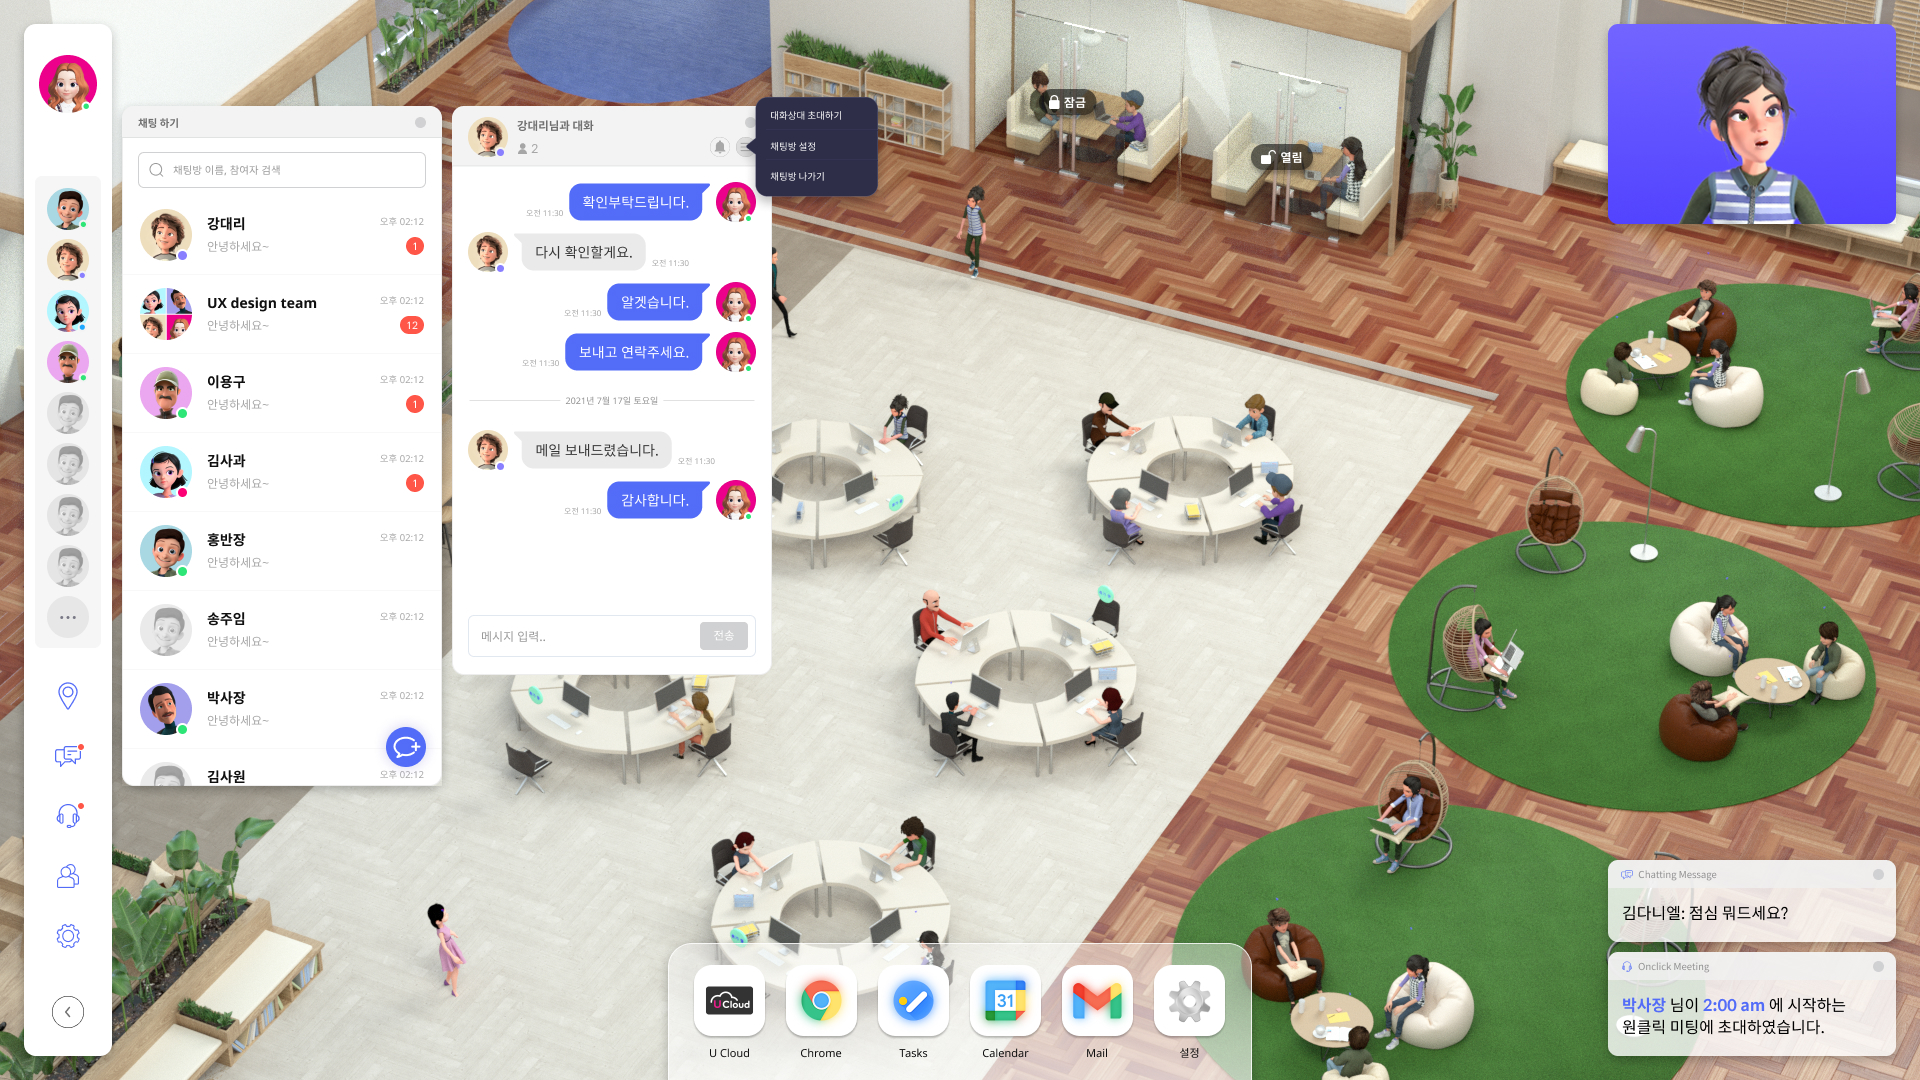 채팅 하기
채팅방 이름, 참여자 검색
강대리
오후 02:12
안녕하세요~
1
UX design team
오후 02:12
안녕하세요~
12
이용구
오후 02:12
안녕하세요~
1
김사과
오후 02:12
안녕하세요~
1
홍반장
오후 02:12
안녕하세요~
송주임
오후 02:12
안녕하세요~
박사장
오후 02:12
안녕하세요~
김사원
오후 02:12
강대리님과 대화
2
대화상대 초대하기
채팅방 설정
채팅방 나가기
오전 11:30
확인부탁드립니다.
다시 확인할게요.
오전 11:30
오전 11:30
알겟습니다.
오전 11:30
보내고 연락주세요.
2021년 7월 17일 토요일
메일 보내드렸습니다.
오전 11:30
오전 11:30
감사합니다.
메시지 입력..
전송
잠금
열림
Chatting Message
김다니엘: 점심 뭐드세요?
Onclick Meeting
박사장 님이 2:00 am 에 시작하는
원클릭 미팅에 초대하였습니다.
UCloud
31
U Cloud
Chrome
Tasks
Calendar
Mail
설정